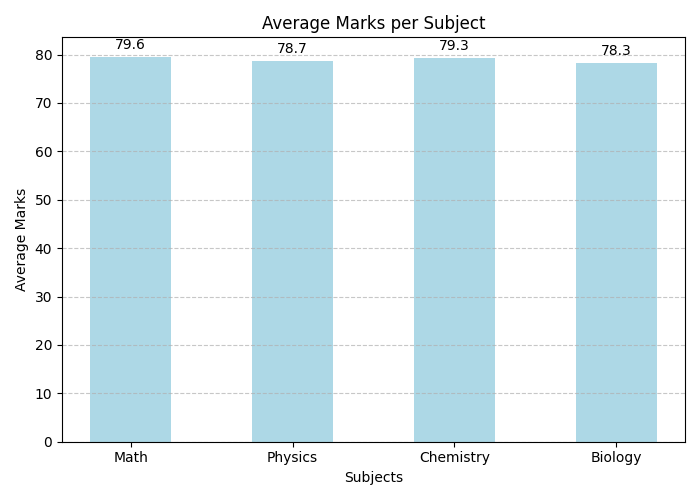 Average Marks per Subject
79.6
78.7
79.3
78.3
80
70
60
50
40
30
20
10
0
Average Marks
Math
Physics
Chemistry
Biology
Subjects